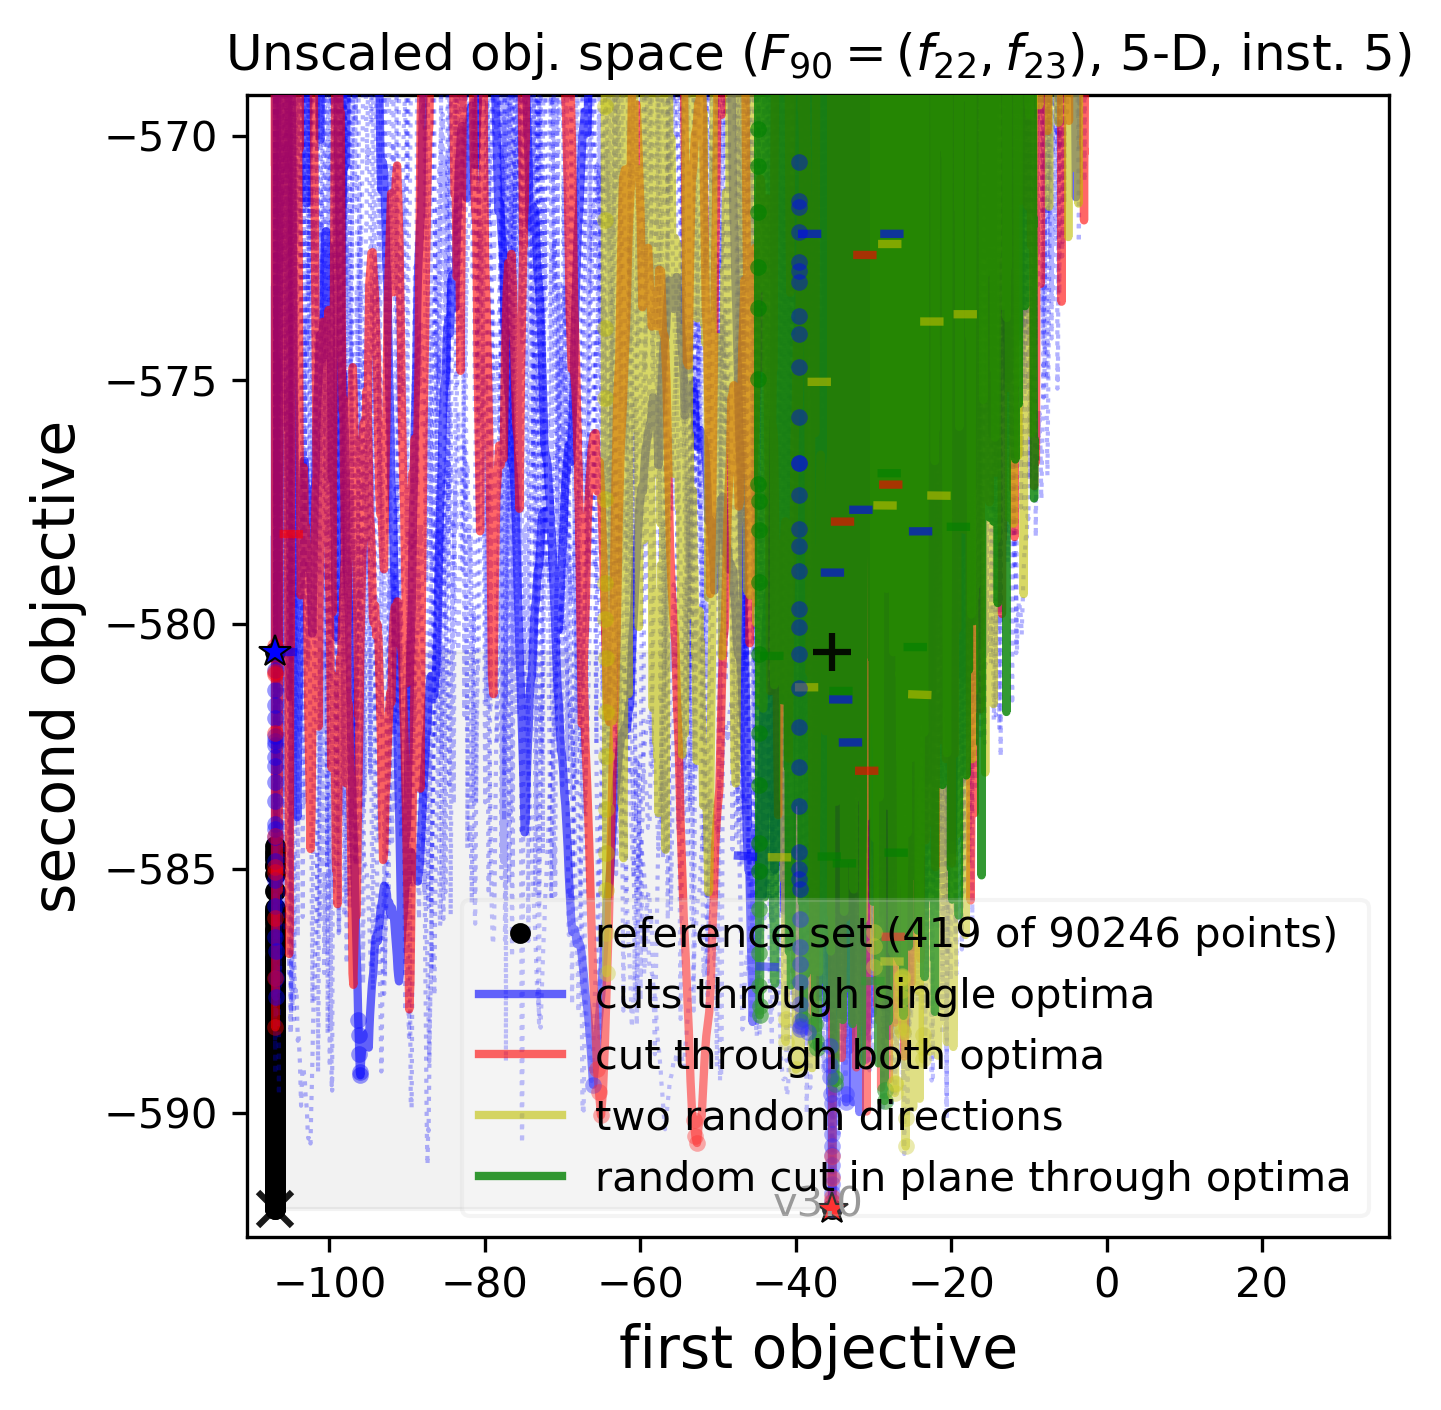 Unscaled obj. space (F₉₀ = (f₂₂, f₂₃), 5-D, inst. 5)
−570
−575
−580
−585
−590
second objective
reference set (419 of 90246 points)
cuts through single optima
cut through both optima
two random directions
random cut in plane through optima
v3.0
−100
−80
−60
−40
−20
0
20
first objective